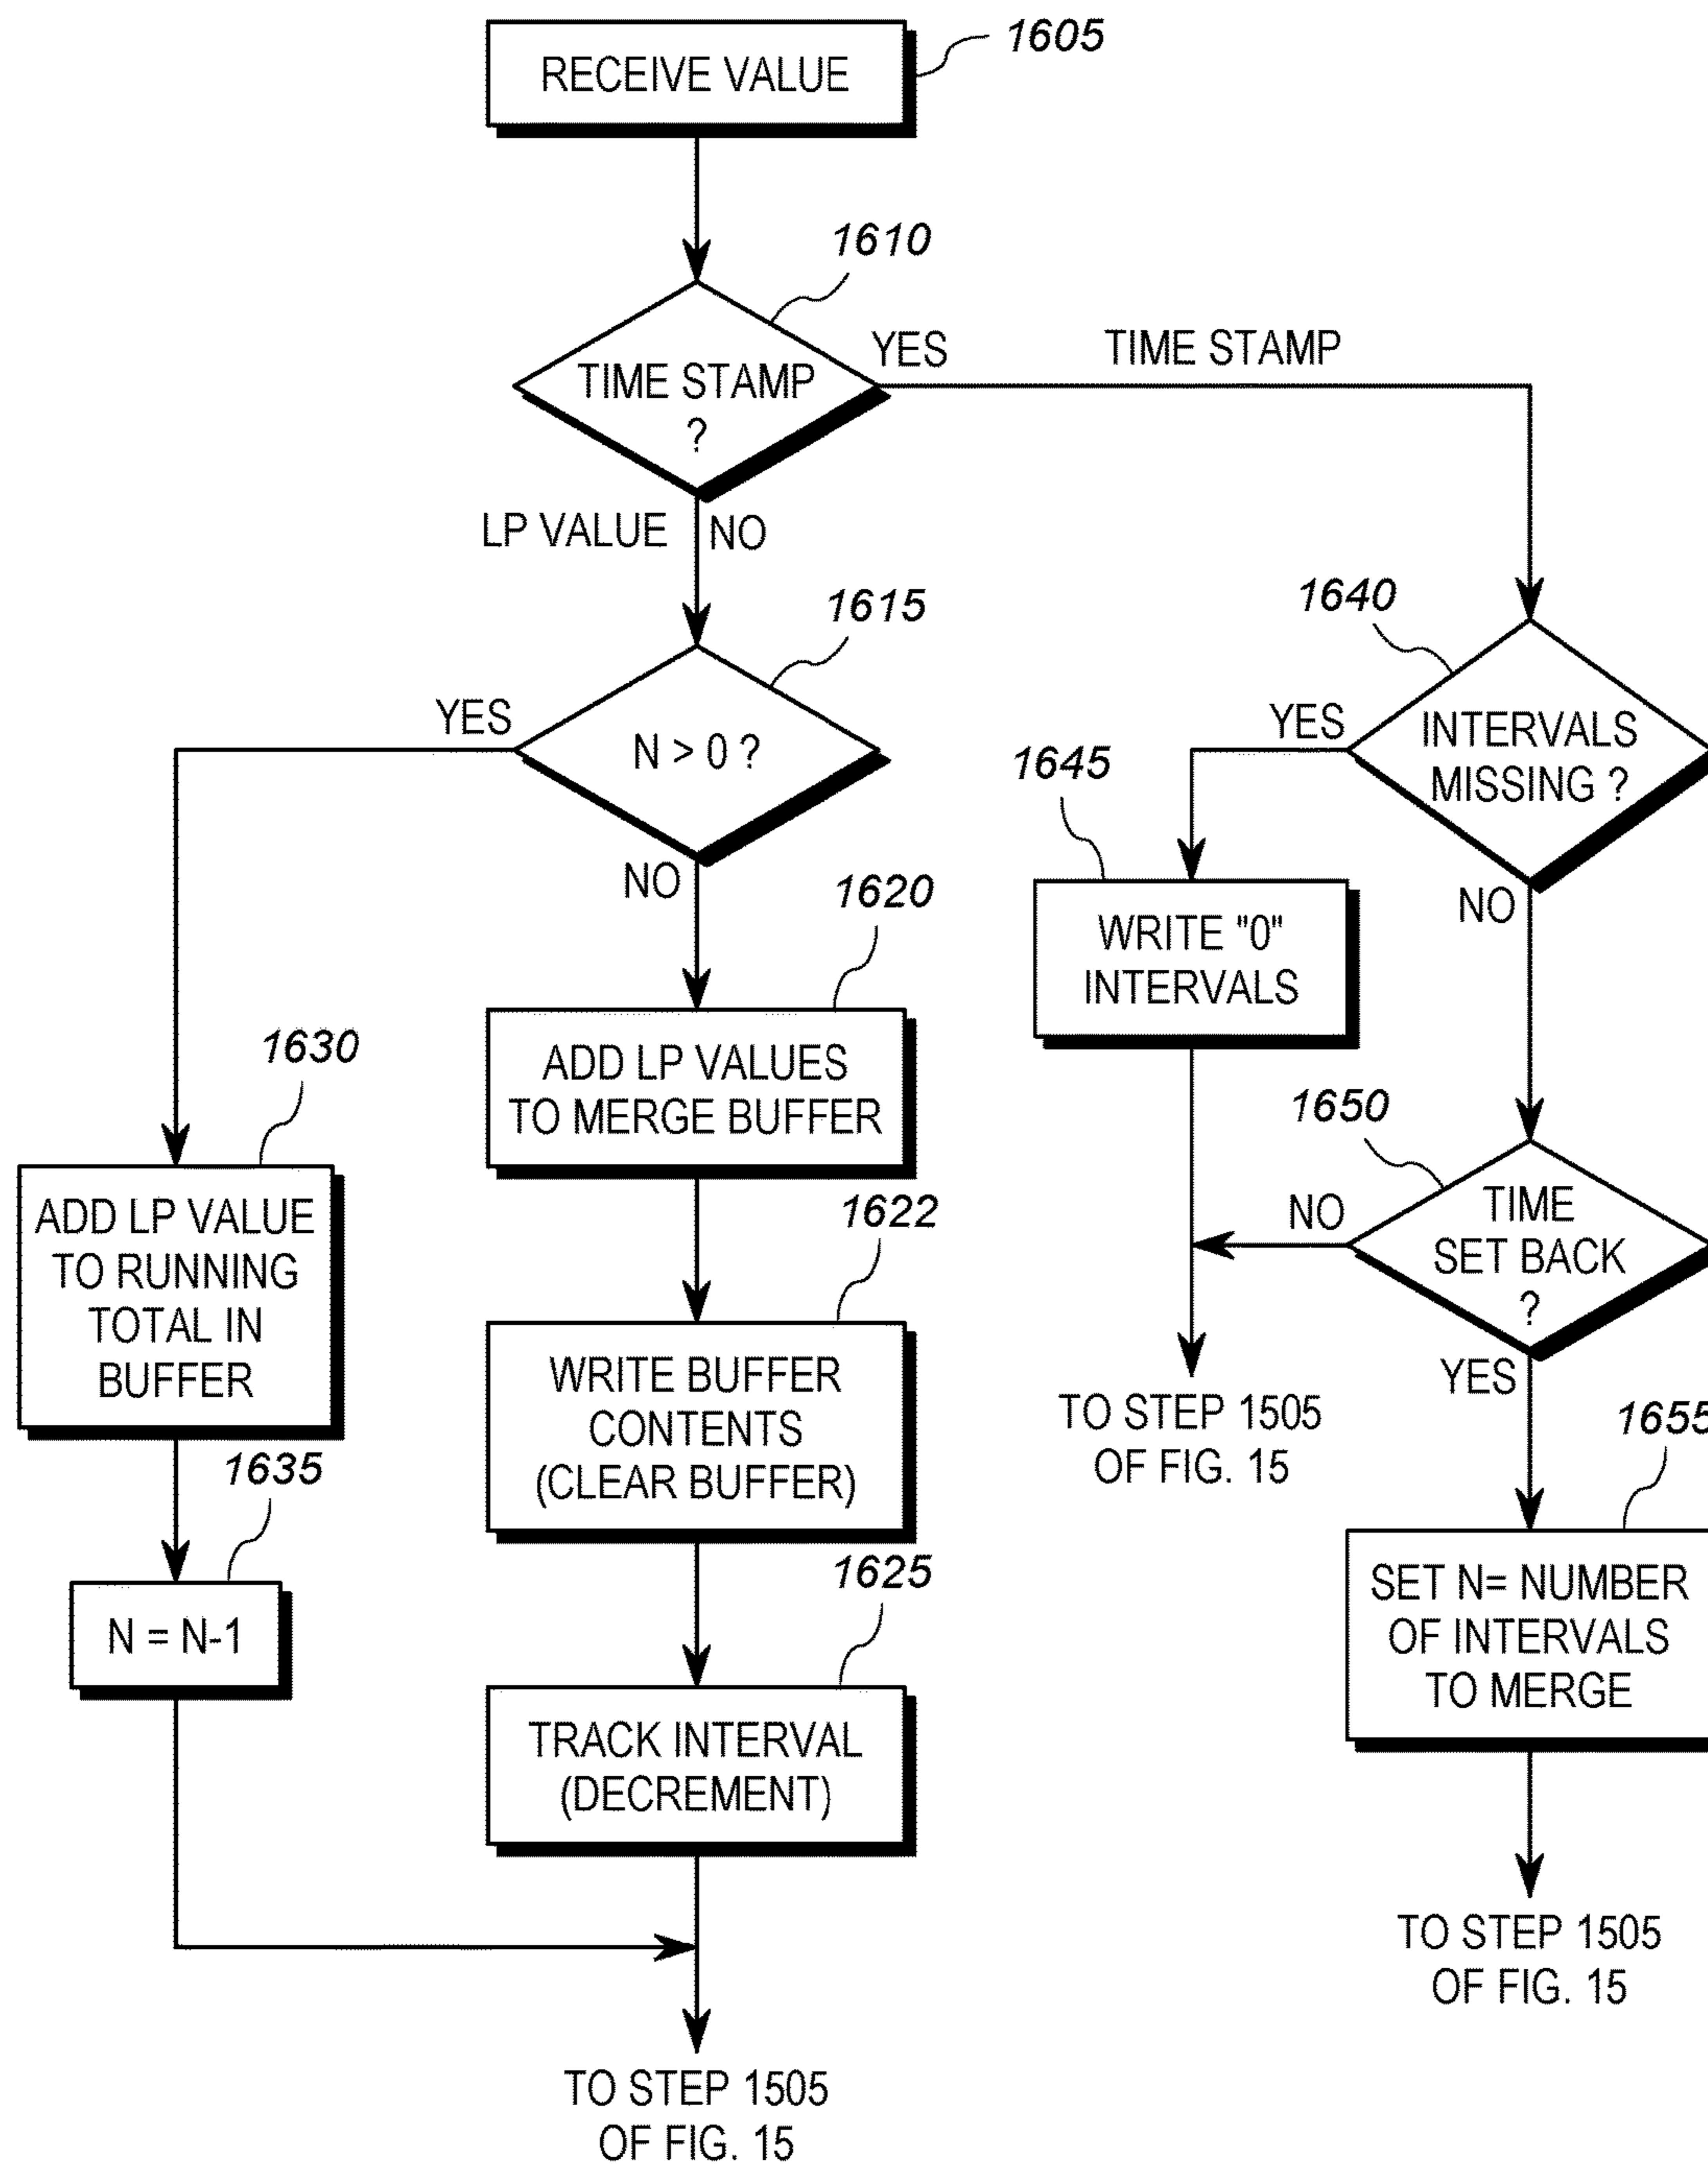 1605
RECEIVE VALUE
1610
TIME STAMP
?
YES
TIME STAMP
LP VALUE
NO
1615
N > 0 ?
YES
NO
1640
INTERVALS
MISSING ?
YES
NO
1645
WRITE "0"
INTERVALS
1620
ADD LP VALUES
TO MERGE BUFFER
1630
ADD LP VALUE
TO RUNNING
TOTAL IN
BUFFER
1650
TIME
SET BACK
?
NO
YES
1622
WRITE BUFFER
CONTENTS
(CLEAR BUFFER)
TO STEP 1505
OF FIG. 15
1635
N = N-1
1625
TRACK INTERVAL
(DECREMENT)
1655
SET N= NUMBER
OF INTERVALS
TO MERGE
TO STEP 1505
OF FIG. 15
TO STEP 1505
OF FIG. 15